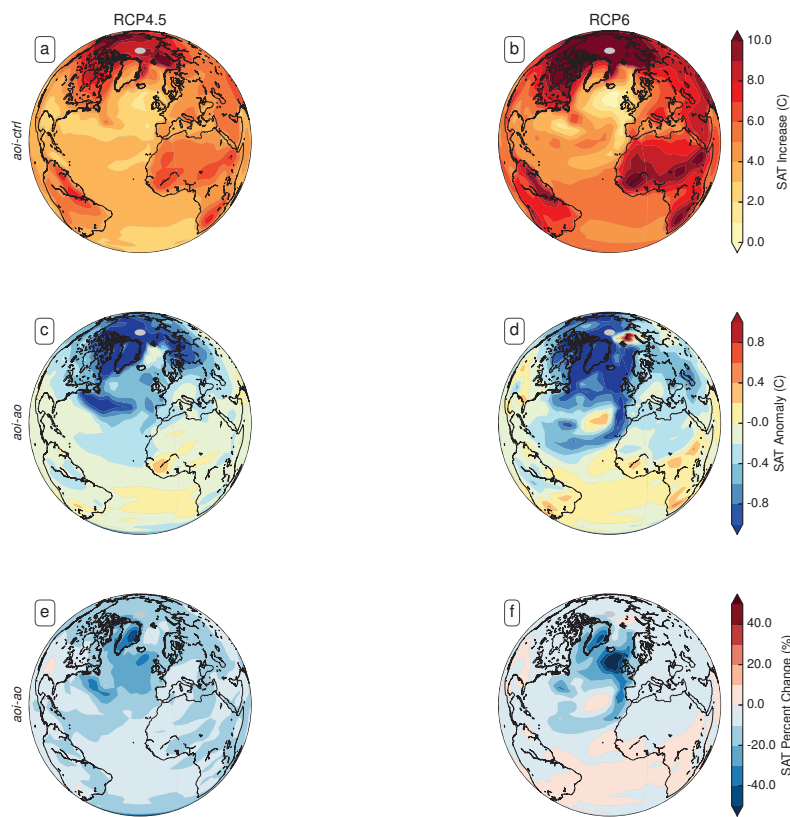 RCP4.5
RCP6
a
b
aoi-ctrl
10.0
8.0
6.0
4.0
2.0
0.0
SAT Increase (C)
c
d
aoi-ao
0.8
0.4
-0.0
-0.4
-0.8
SAT Anomaly (C)
e
f
aoi-ao
40.0
20.0
0.0
-20.0
-40.0
SAT Percent Change (%)